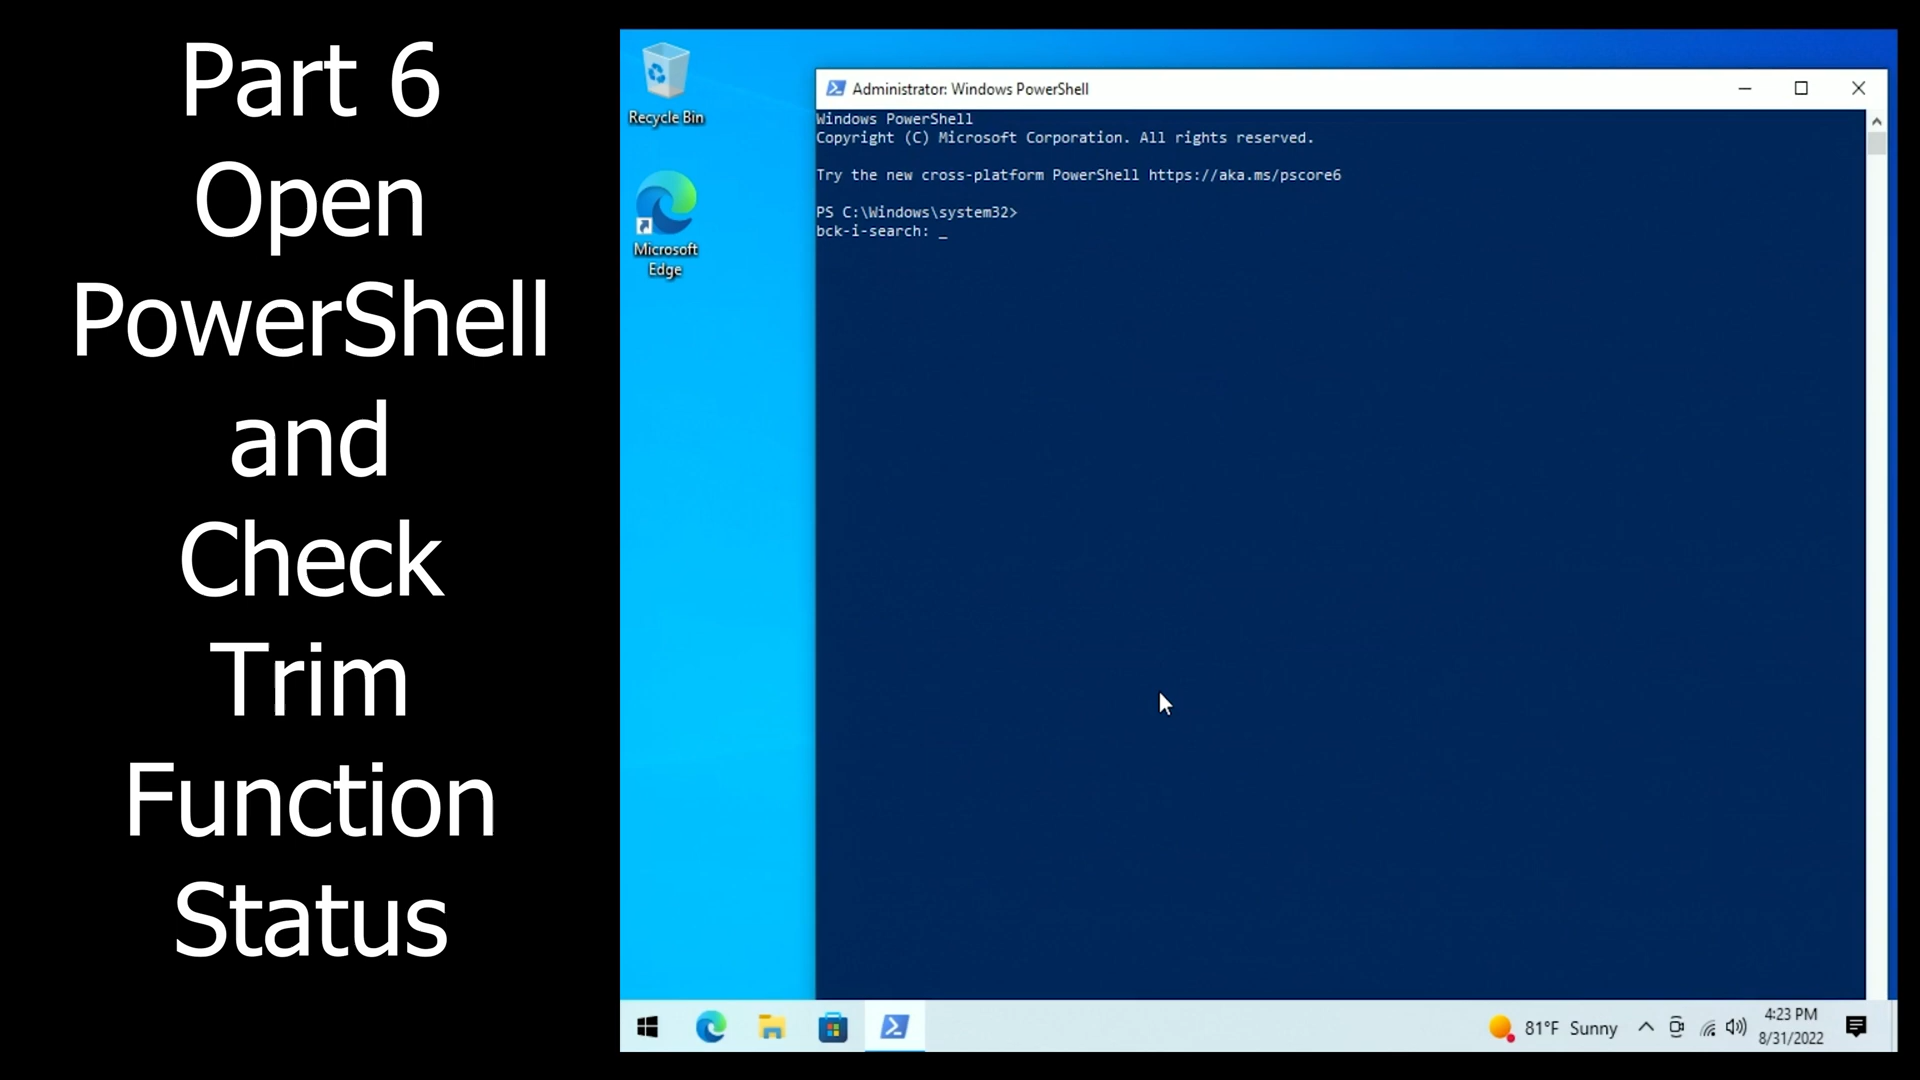 Part 6
Open
PowerShell
and
Check
Trim
Function
Status
Recycle Bin
Microsoft
Edge
Administrator: Windows PowerShell
Windows PowerShell
Copyright (C) Microsoft Corporation. All rights reserved.
Try the new cross-platform PowerShell https://aka.ms/pscore6
PS C:\Windows\system32>
bck-i-search: _
81°F Sunny
4:23 PM
8/31/2022